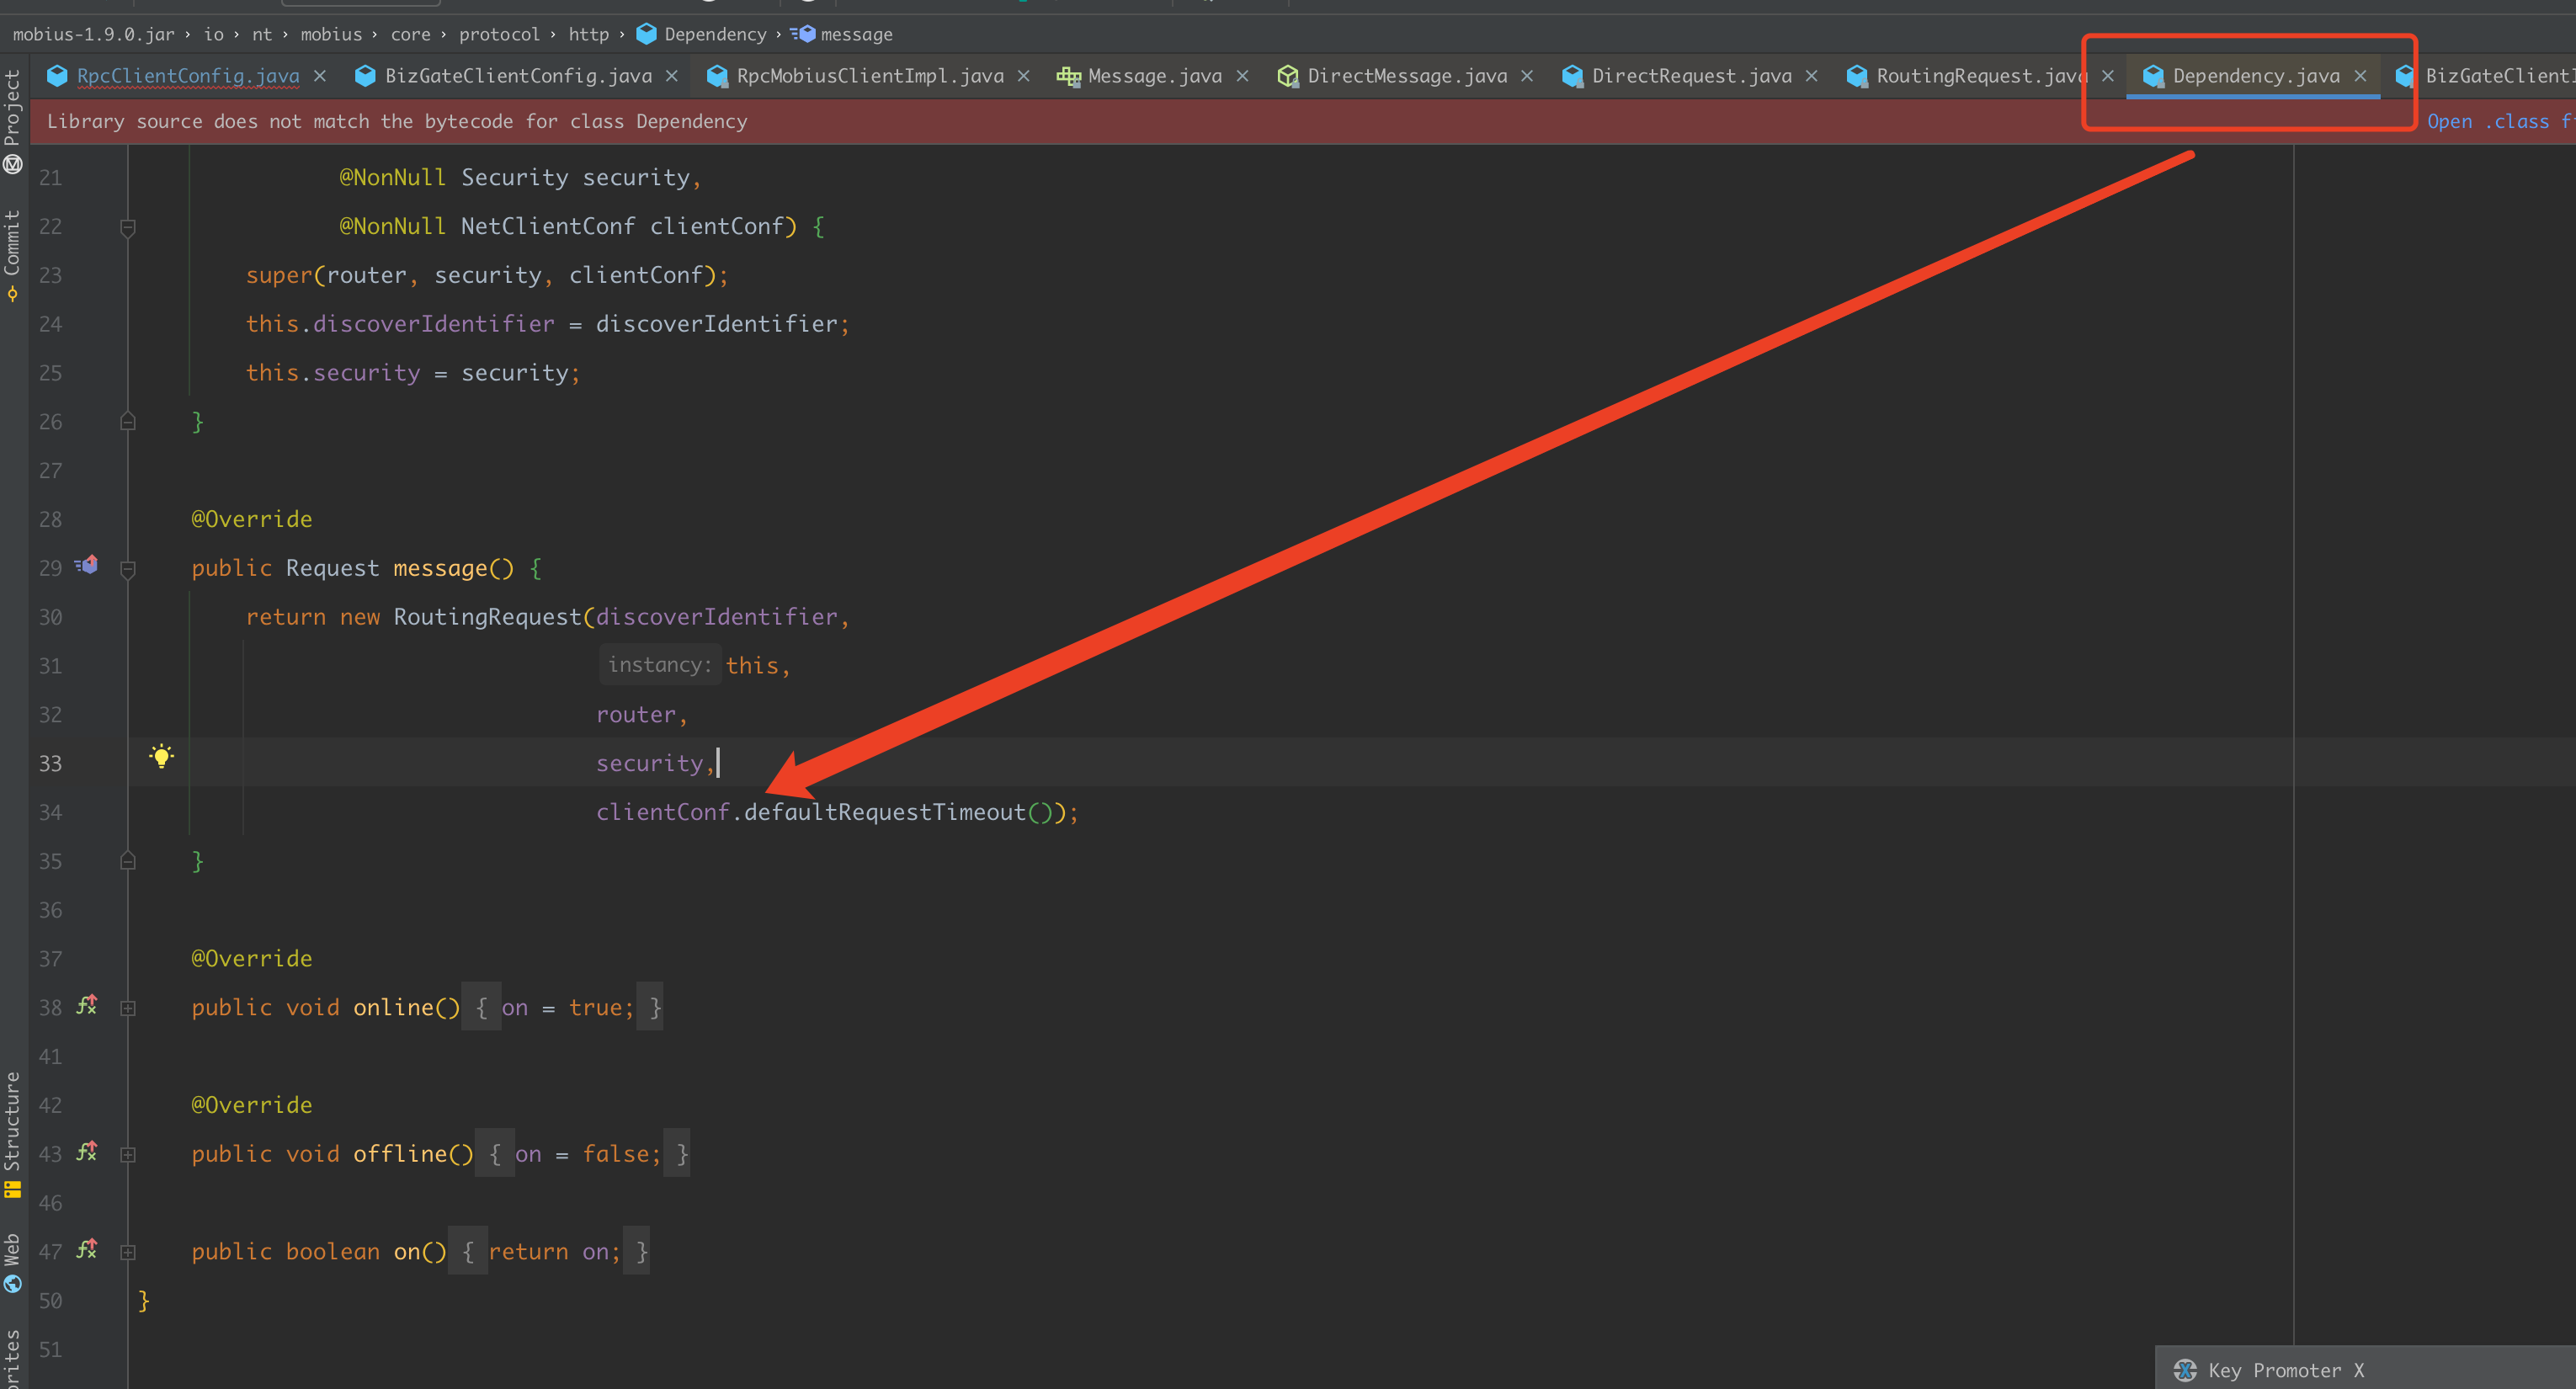 mobius-1.9.0.jar › io › nt › mobius › core › protocol › http › Dependency › message
RpcClientConfig.java × BizGateClientConfig.java × RpcMobiusClientImpl.java × Message.java × DirectMessage.java × DirectRequest.java × RoutingRequest.java × Dependency.java × BizGateClientI
Library source does not match the bytecode for class Dependency Open .class f
Project
Commit
Structure
Web
21 @NonNull Security security,
22 @NonNull NetClientConf clientConf) {
23 super(router, security, clientConf);
24 this.discoverIdentifier = discoverIdentifier;
25 this.security = security;
26 }
27
28 @Override
29 public Request message() {
30 return new RoutingRequest(discoverIdentifier,
31 instancy: this,
32 router,
33 security,
34 clientConf.defaultRequestTimeout());
35 }
36
37 @Override
38 public void online() { on = true; }
41
42 @Override
43 public void offline() { on = false; }
46
47 public boolean on() { return on; }
50 }
51
Key Promoter X